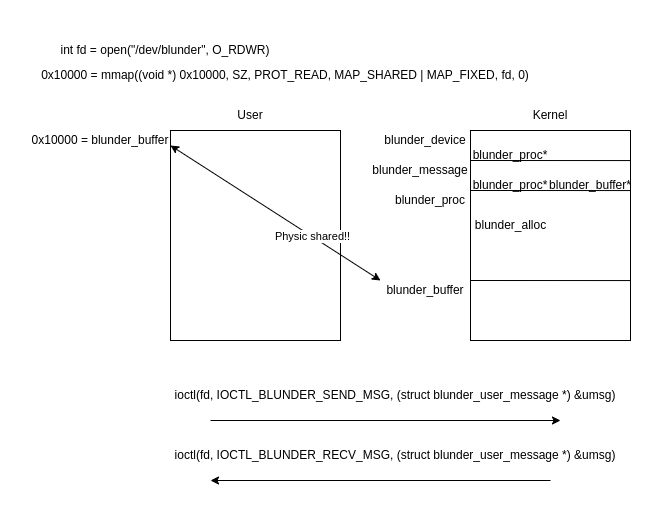 int fd = open("/dev/blunder", O_RDWR)
0x10000 = mmap((void *) 0x10000, SZ, PROT_READ, MAP_SHARED | MAP_FIXED, fd, 0)
User
Kernel
0x10000 = blunder_buffer
blunder_device
blunder_proc*
blunder_message
blunder_proc* blunder_buffer*
blunder_proc
blunder_alloc
Physic shared!!
blunder_buffer
ioctl(fd, IOCTL_BLUNDER_SEND_MSG, (struct blunder_user_message *) &umsg)
ioctl(fd, IOCTL_BLUNDER_RECV_MSG, (struct blunder_user_message *) &umsg)